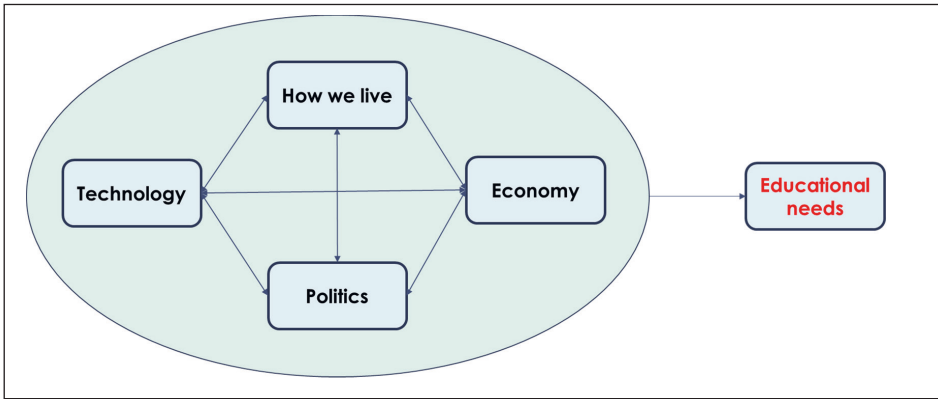 How we live
Technology
Economy
Educational
needs
Politics